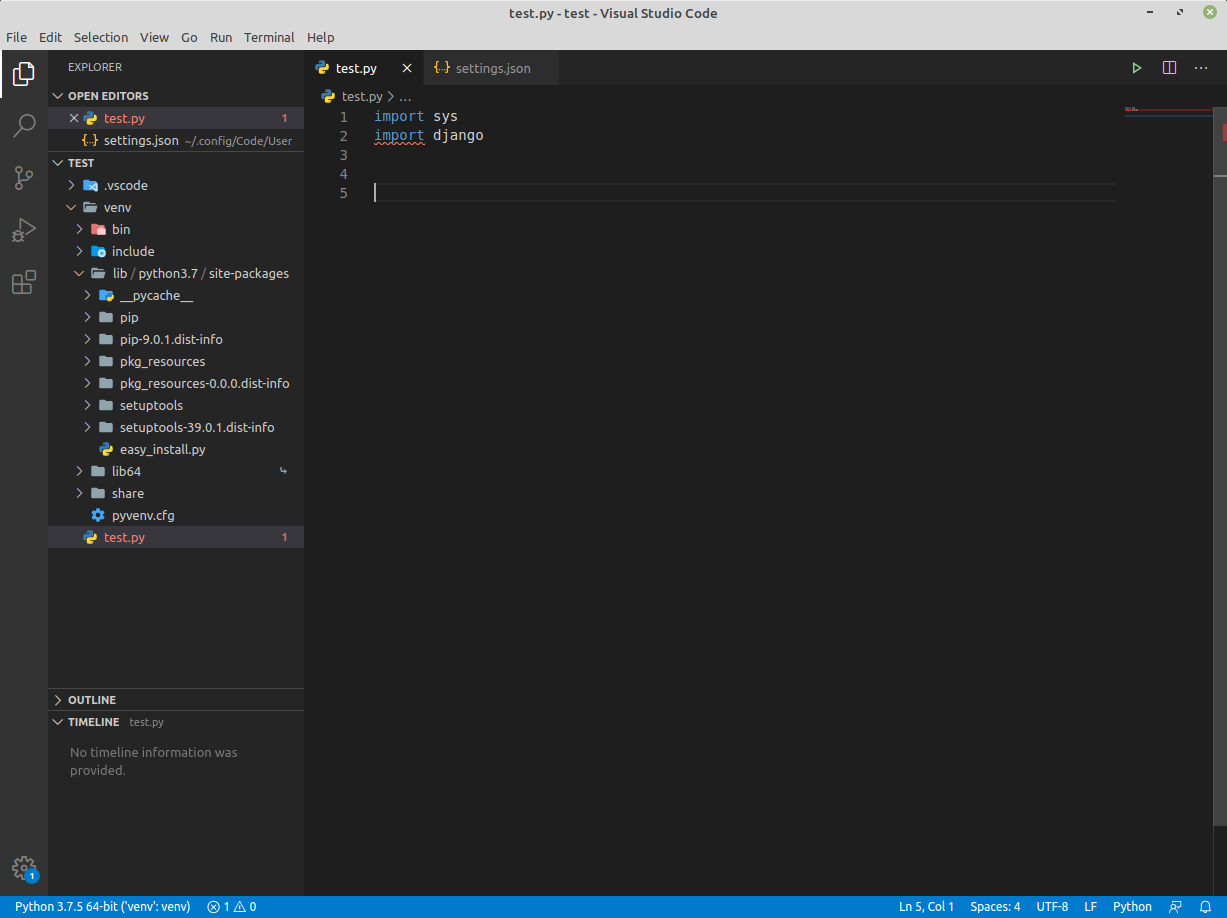 test.py - test - Visual Studio Code
File Edit Selection View Go Run Terminal Help
EXPLORER
OPEN EDITORS
test.py 1
settings.json ~/.config/Code/User
TEST
.vscode
venv
bin
include
lib / python3.7 / site-packages
__pycache__
pip
pip-9.0.1.dist-info
pkg_resources
pkg_resources-0.0.0.dist-info
setuptools
setuptools-39.0.1.dist-info
easy_install.py
lib64
share
pyvenv.cfg
test.py 1
OUTLINE
TIMELINE test.py
No timeline information was
provided.
1
test.py settings.json
test.py > ...
1 import sys
2 import django
3
4
5
Python 3.7.5 64-bit ('venv': venv) 1 0 Ln 5, Col 1 Spaces: 4 UTF-8 LF Python